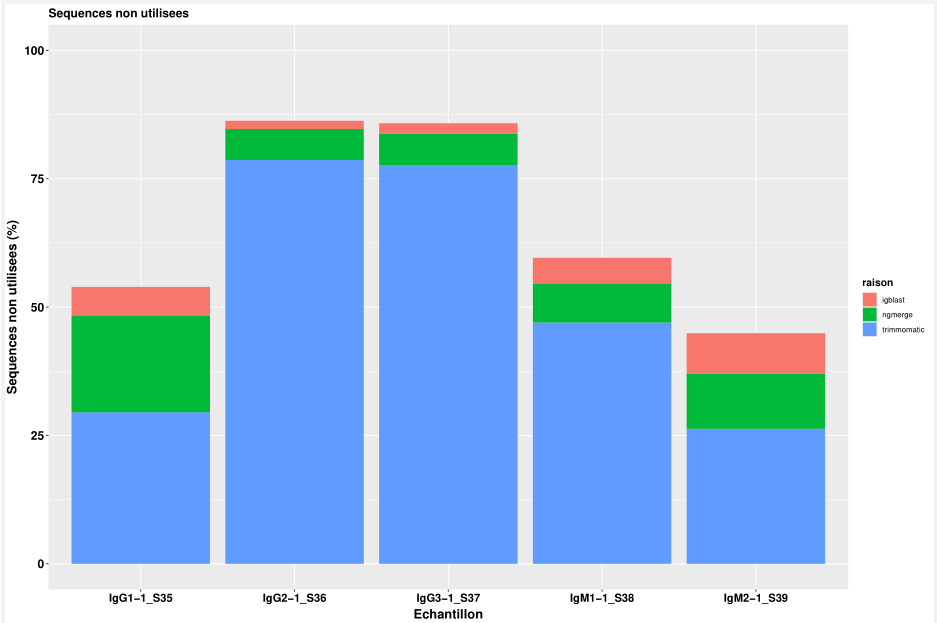 Sequences non utilisees
Sequences non utilisees (%)
100
75
50
25
0
IgG1−1_S35
IgG2−1_S36
IgG3−1_S37
IgM1−1_S38
IgM2−1_S39
Echantillon
raison
igblast
ngmerge
trimmomatic